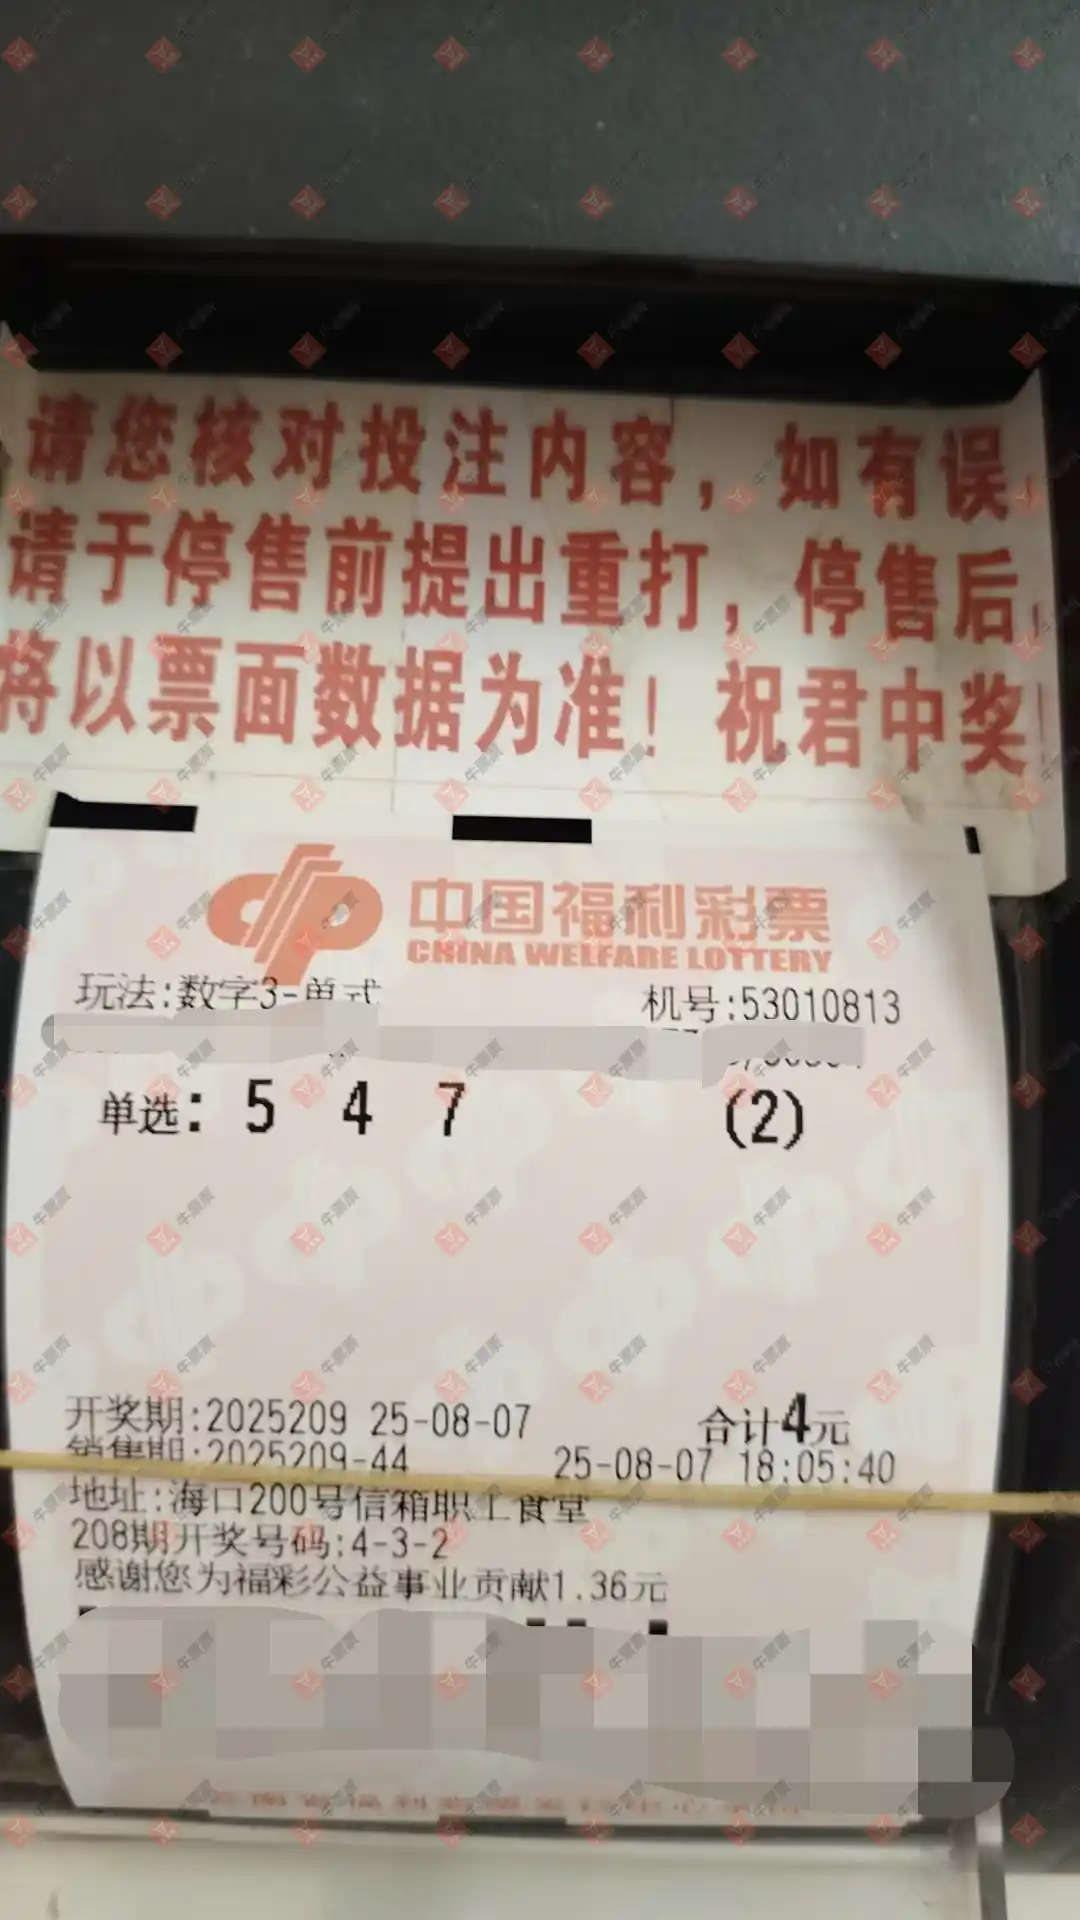 请您核对投注内容，如有误，
请于停售前提出重打，停售后，
将以票面数据为准！祝君中奖！
中国福利彩票
CHINA WELFARE LOTTERY
玩法:数字3-单式 机号:53010813
单选: 5 4 7 (2)
开奖期:2025209 25-08-07 合计4元
销售期:2025209-44 25-08-07 18:05:40
地址:海口200号信箱职工食堂
208期开奖号码:4-3-2
感谢您为福彩公益事业贡献1.36元
牛票票